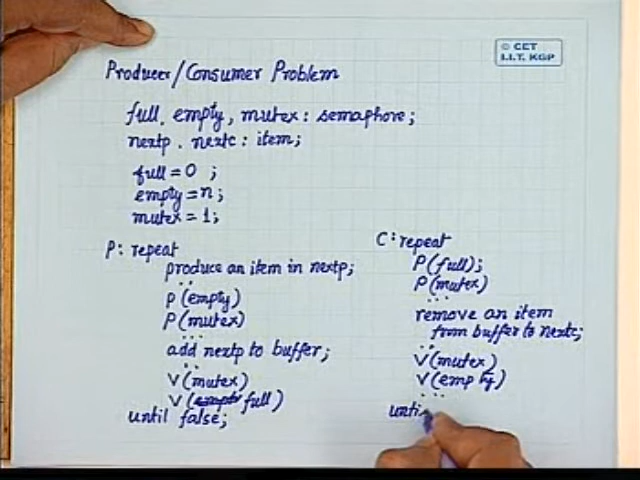 © CET
I.I.T. KGP
Producer/Consumer Problem
full, empty, mutex: semaphore;
nextp, nextc: item;
full = 0 ;
empty = n ;
mutex = 1;
P: repeat
produce an item in nextp;
...
P(empty)
P(mutex)
...
add nextp to buffer;
...
V(mutex)
V(full)
until false;
C: repeat
P(full);
P(mutex)
...
remove an item
from buffer to nextc;
...
V(mutex)
V(empty)
...
unti